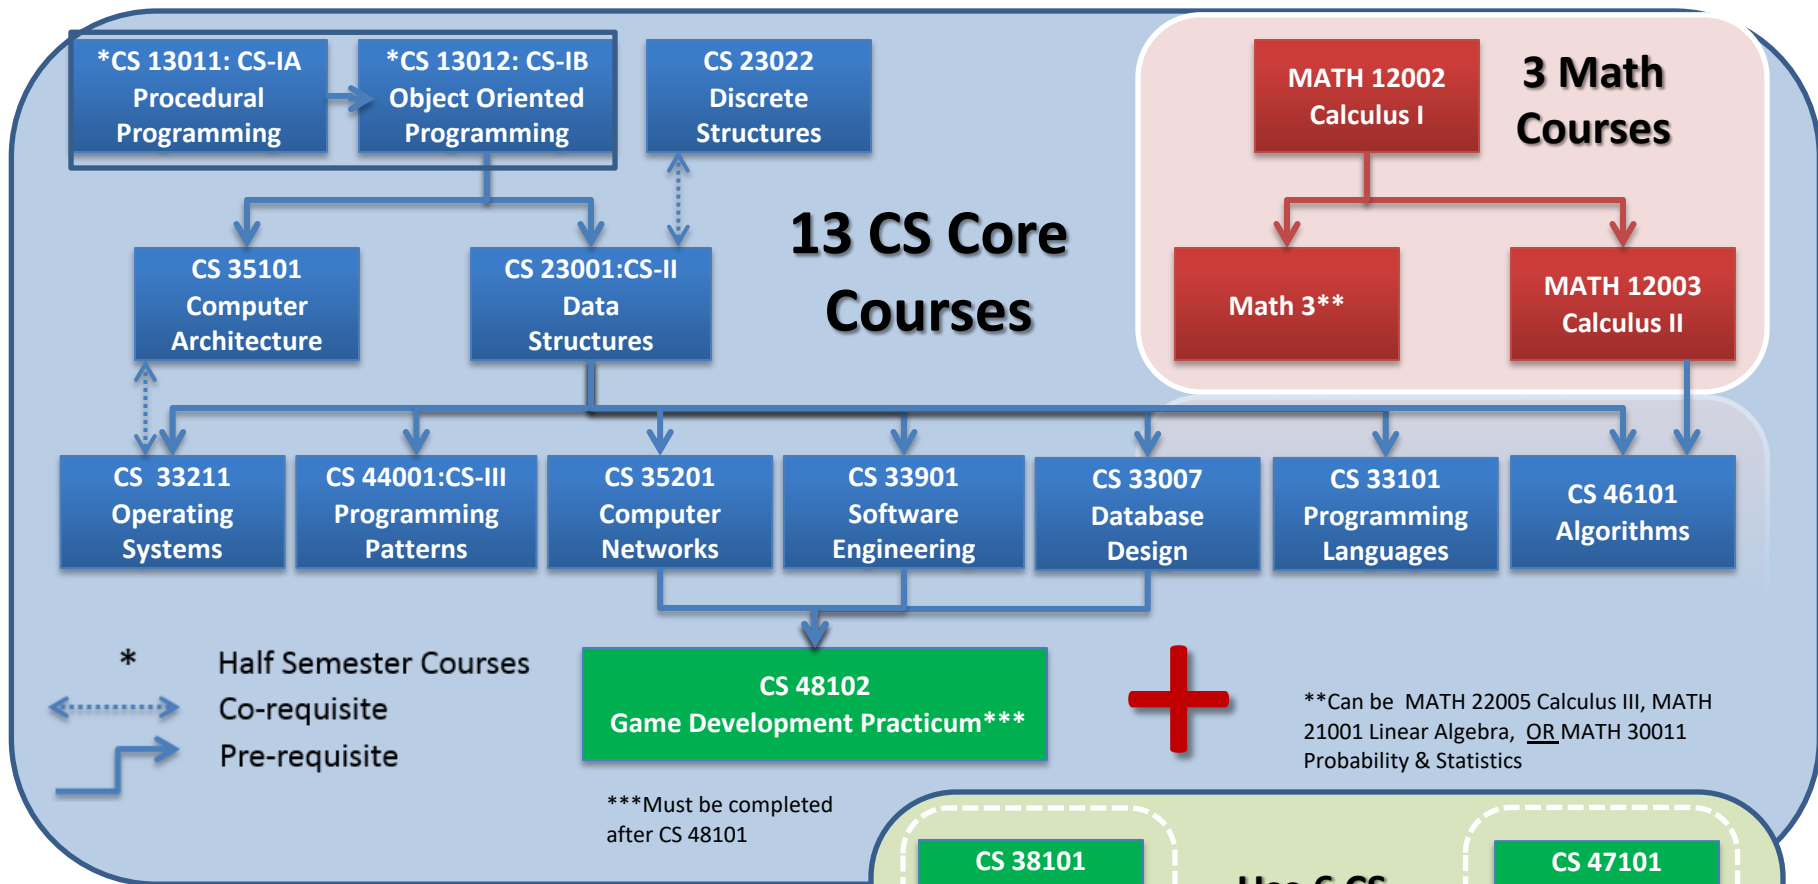 *CS 13011: CS-IA
Procedural
Programming
*CS 13012: CS-IB
Object Oriented
Programming
CS 23022
Discrete
Structures
MATH 12002
Calculus I
3 Math
Courses
13 CS Core
Courses
CS 35101
Computer
Architecture
CS 23001:CS-II
Data
Structures
Math 3**
MATH 12003
Calculus II
CS 33211
Operating
Systems
CS 44001:CS-III
Programming
Patterns
CS 35201
Computer
Networks
CS 33901
Software
Engineering
CS 33007
Database
Design
CS 33101
Programming
Languages
CS 46101
Algorithms
* Half Semester Courses
Co-requisite
Pre-requisite
CS 48102
Game Development Practicum***
***Must be completed
after CS 48101
**Can be MATH 22005 Calculus III, MATH
21001 Linear Algebra, OR MATH 30011
Probability & Statistics
CS 38101
CS 47101